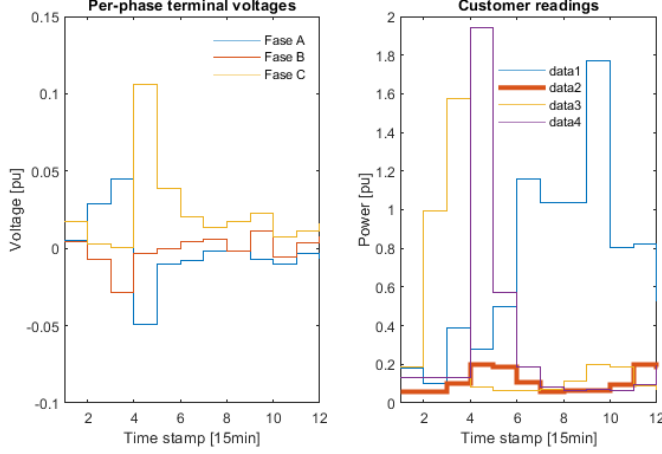 Per-phase terminal voltages
0.15
0.1
0.05
0
-0.05
-0.1
Voltage [pu]
Fase A
Fase B
Fase C
2 4 6 8 10 12
Time stamp [15min]
Customer readings
2
1.8
1.6
1.4
1.2
1
0.8
0.6
0.4
0.2
0
Power [pu]
data1
data2
data3
data4
2 4 6 8 10 12
Time stamp [15min]